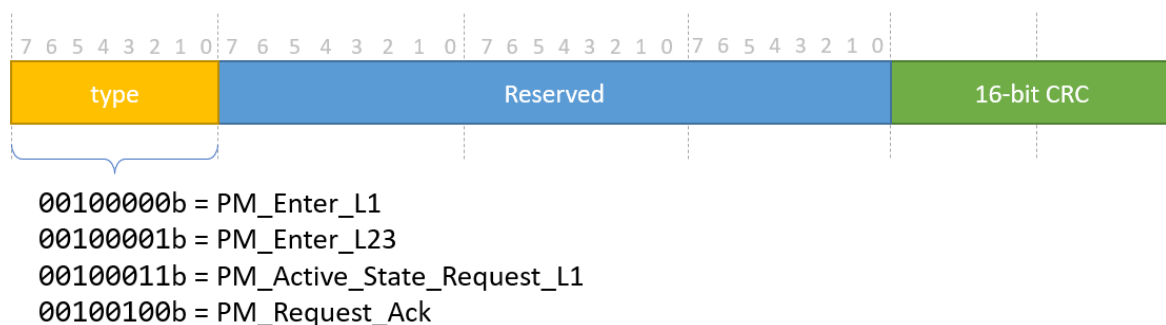 7 6 5 4 3 2 1 0 7 6 5 4 3 2 1 0 7 6 5 4 3 2 1 0 7 6 5 4 3 2 1 0
type Reserved 16-bit CRC
00100000b = PM_Enter_L1
00100001b = PM_Enter_L23
00100011b = PM_Active_State_Request_L1
00100100b = PM_Request_Ack